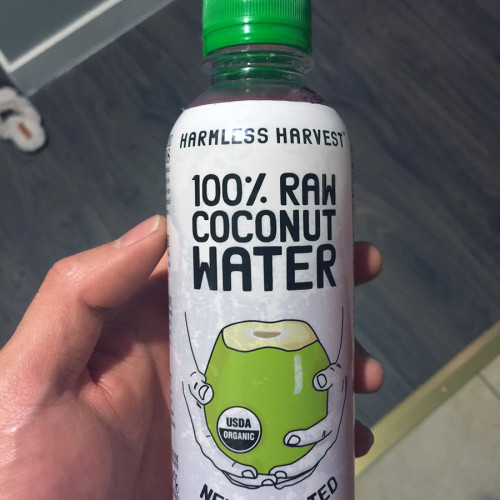 HARMLESS HARVEST
100% RAW
COCONUT
WATER
USDA
ORGANIC